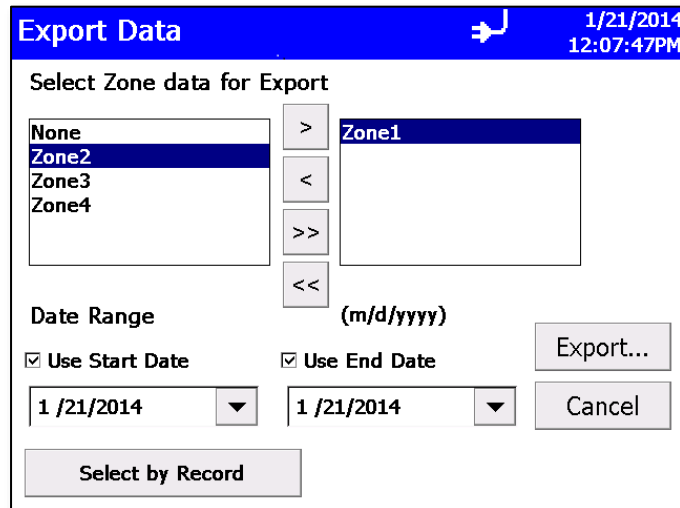 Export Data
1/21/2014
12:07:47PM
Select Zone data for Export
None
Zone2
Zone3
Zone4
>
<
>>
<<
Zone1
Date Range
(m/d/yyyy)
Use Start Date
Use End Date
Export...
1 /21/2014
1 /21/2014
Cancel
Select by Record